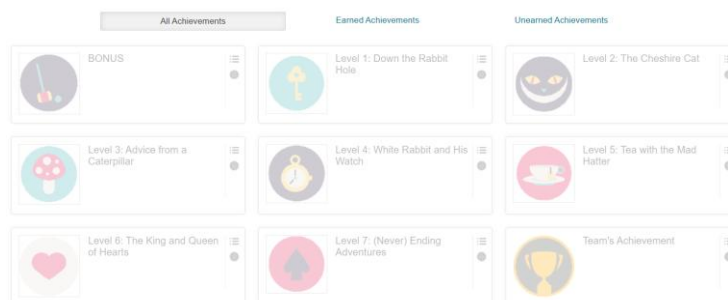 All Achievements
Earned Achievements
Unearned Achievements
BONUS
Level 1: Down the Rabbit
Hole
Level 2: The Cheshire Cat
Level 3: Advice from a
Caterpillar
Level 4: White Rabbit and His
Watch
Level 5: Tea with the Mad
Hatter
Level 6: The King and Queen
of Hearts
Level 7: (Never) Ending
Adventures
Team's Achievement